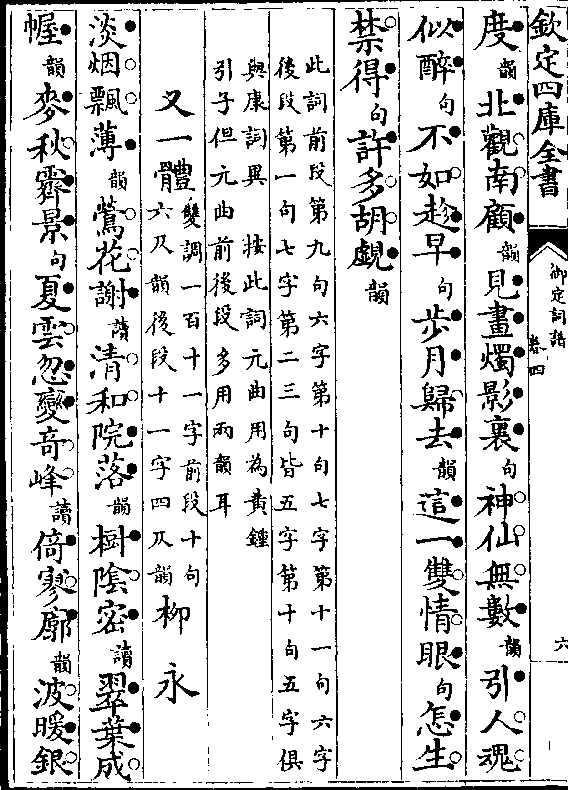 欽定四庫全書
御定詞譜
卷四
六
度韻北觀南顧韻見畫燭影裏句神仙無數韻引人魂
似醉句不如趁早句步月歸去韻這一雙情眼句怎生
禁得句許多胡覷韻
此詞前段第九句六字第十句七字第十一句六字
後段第一句七字第二三句皆五字第十句五字俱
與康詞異　按此詞元曲用為黃鍾
引子但元曲前後段多用兩韻耳
又一體雙調一百十一字前段十句六仄韻後段十一字四仄韻柳永
淡烟飄薄韻鶯花謝讀清和院落韻樹陰密讀翠葉成
幄韻麥秋霽景句夏雲忽變竒峰讀倚寥廓韻波暖銀